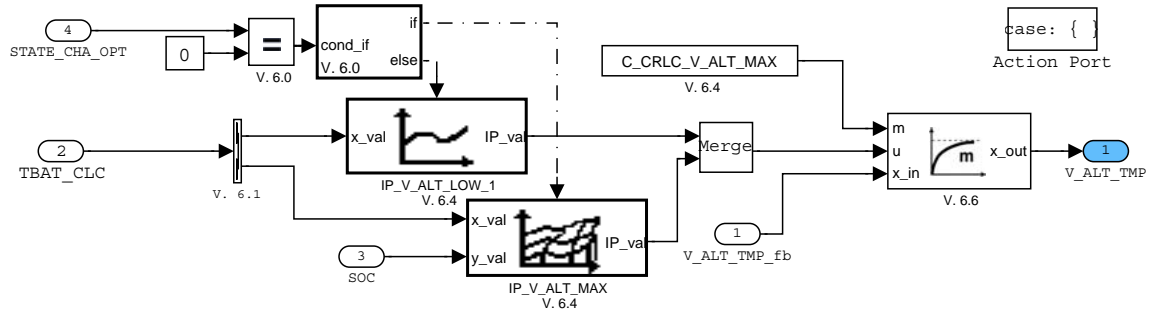 4
STATE_CHA_OPT
0
=
V. 6.0
if
cond_if
V. 6.0
else
C_CRLC_V_ALT_MAX
V. 6.4
case: { }
Action Port
2
TBAT_CLC
V. 6.1
x_val
IP_val
IP_V_ALT_LOW_1
V. 6.4
Merge
m
u
x_in
m
x_out
V. 6.6
1
V_ALT_TMP
x_val
y_val
IP_val
IP_V_ALT_MAX
V. 6.4
3
SOC
1
V_ALT_TMP_fb